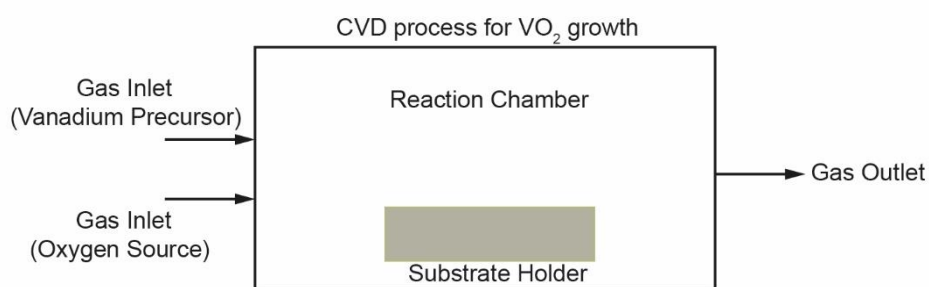 CVD process for VO₂ growth
Gas Inlet
(Vanadium Precursor)
Reaction Chamber
Gas Outlet
Gas Inlet
(Oxygen Source)
Substrate Holder